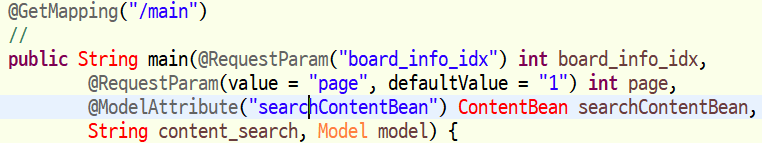 @GetMapping("/main")
//
public String main(@RequestParam("board_info_idx") int board_info_idx,
@RequestParam(value = "page", defaultValue = "1") int page,
@ModelAttribute("searchContentBean") ContentBean searchContentBean,
String content_search, Model model) {